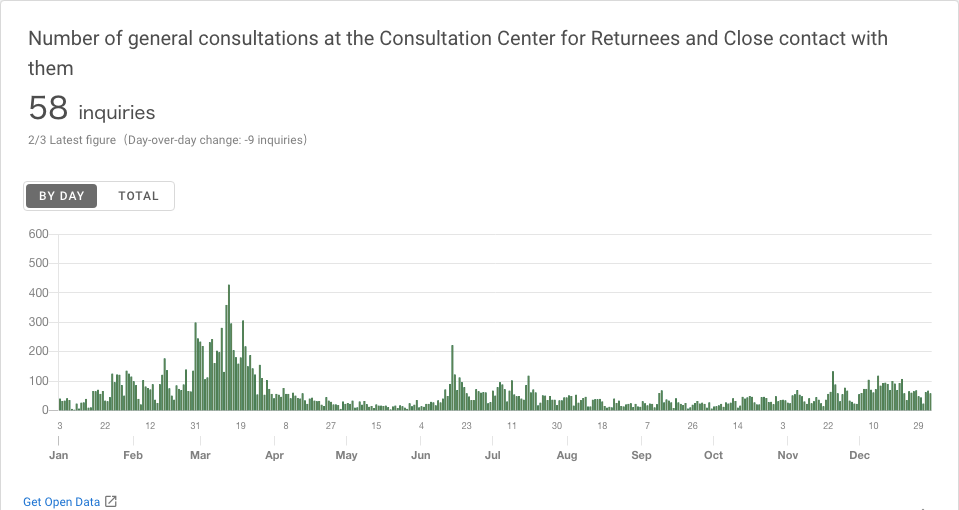 Number of general consultations at the Consultation Center for Returnees and Close contact with
them
58 inquiries
2/3 Latest figure (Day-over-day change: -9 inquiries)
BY DAY TOTAL
600
500
400
300
200
100
0
3 22 12 31 19 8 27 15 4 23 11 30 18 7 26 14 3 22 10 29
Jan Feb Mar Apr May Jun Jul Aug Sep Oct Nov Dec
Get Open Data